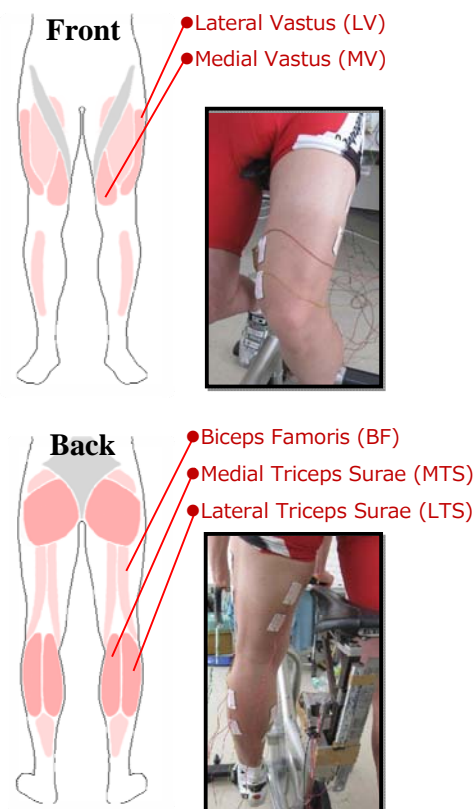 Front
Lateral Vastus (LV)
Medial Vastus (MV)
Back
Biceps Famoris (BF)
Medial Triceps Surae (MTS)
Lateral Triceps Surae (LTS)